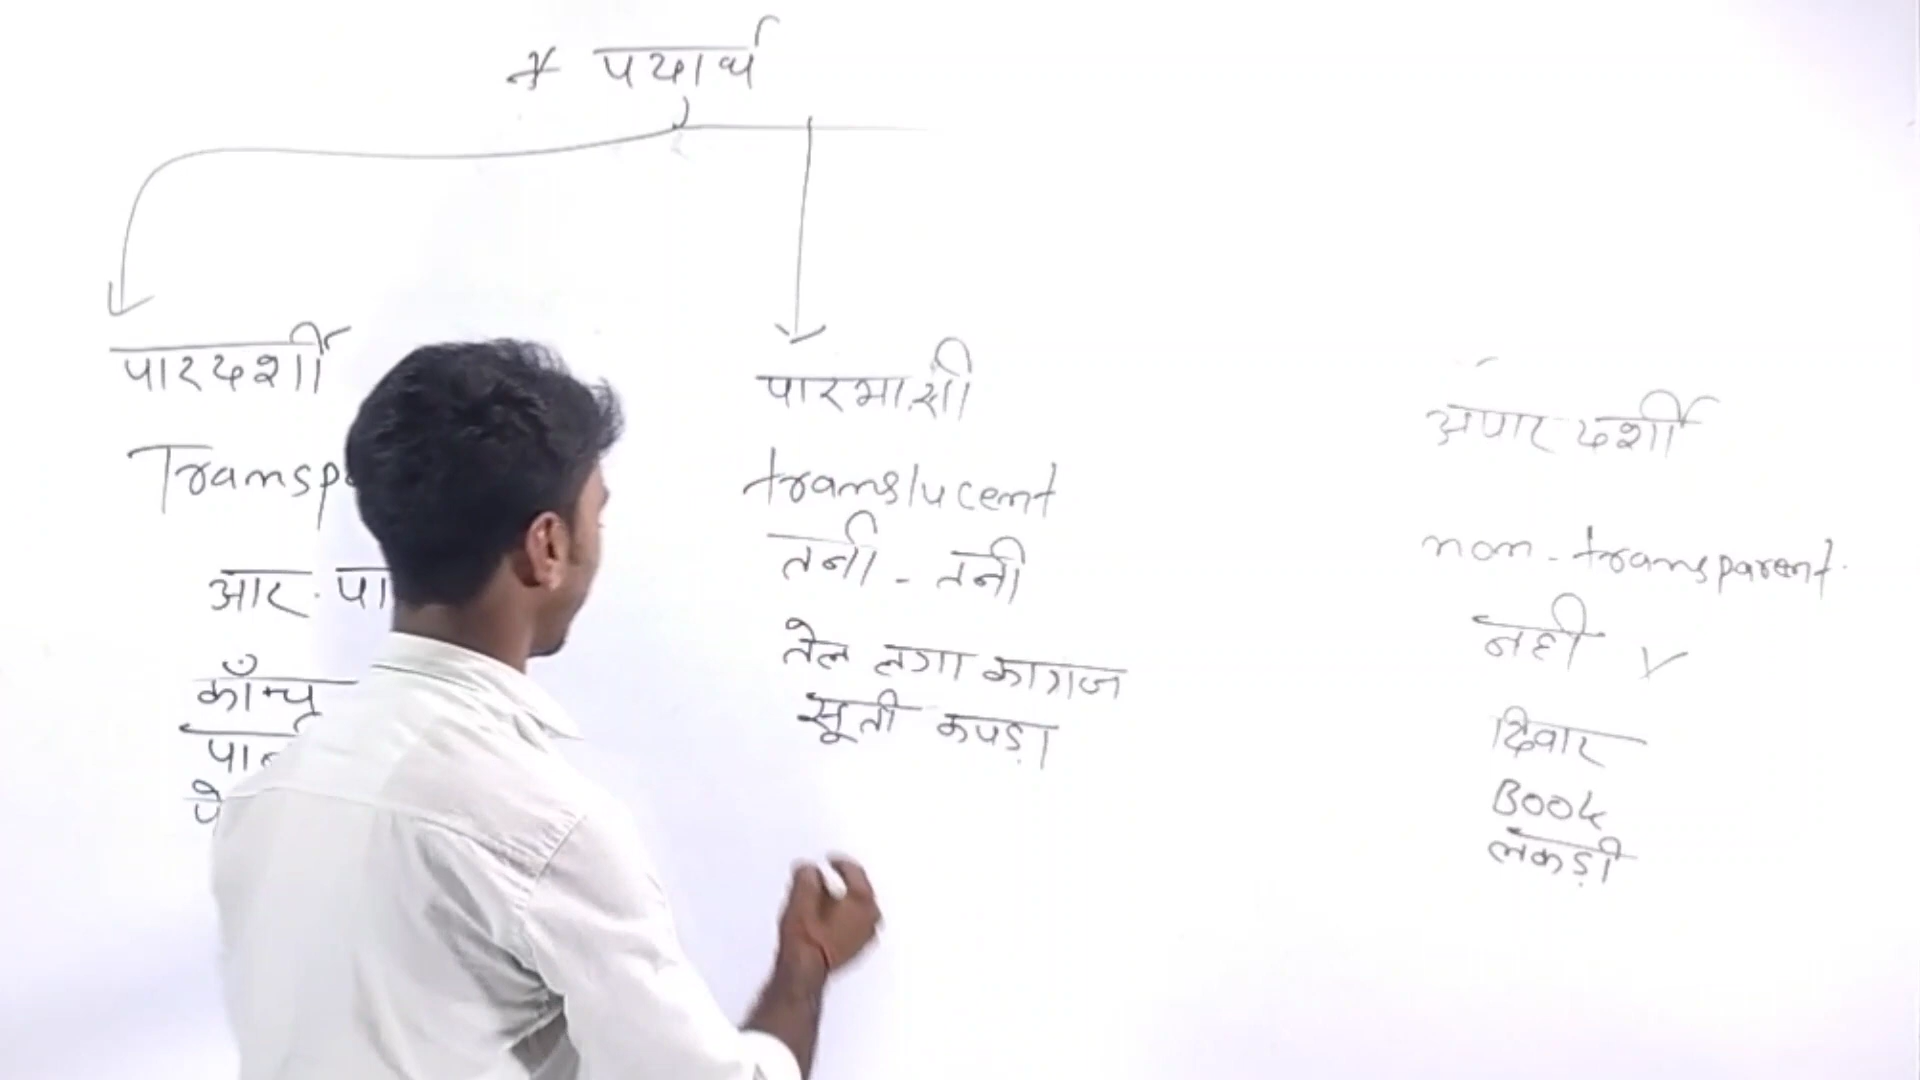 * पदार्थ
पारदर्शी
Transp
आर-पा
काँच
पा
पारभाषी
translucent
तनी - तनी
तेल लगा कागज
सूती कपड़ा
अपारदर्शी
non-transparent.
नही
दिवार
Book
लकड़ी